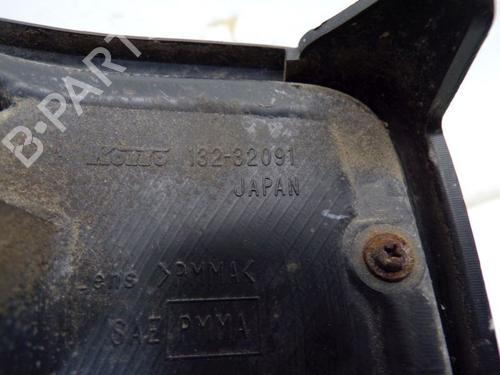 KOITO 132-32091
JAPAN
Lens >PMMA<
SAE PMMA
B-PARTS